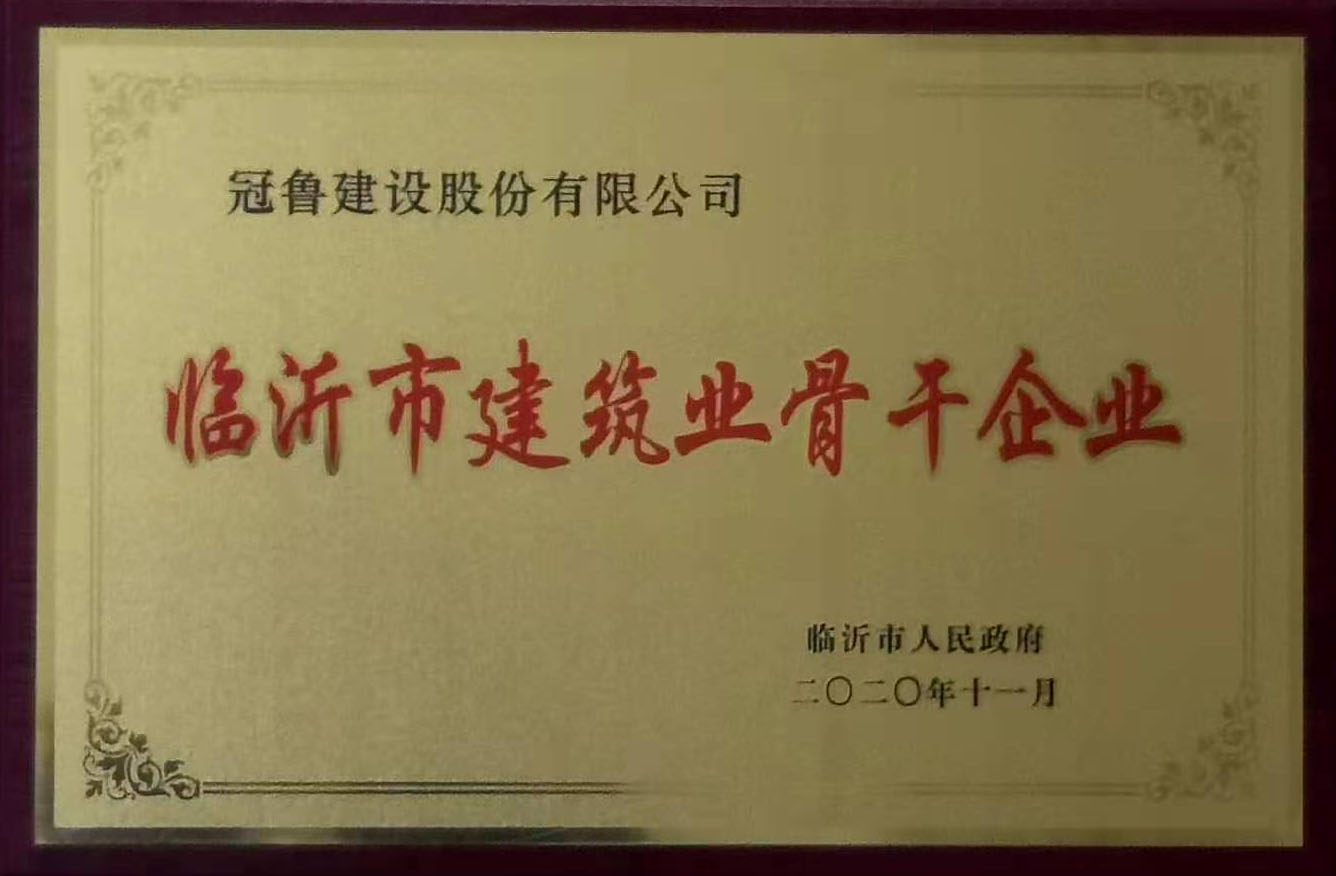 冠鲁建设股份有限公司
临沂市建筑业骨干企业
临沂市人民政府
二〇二〇年十一月